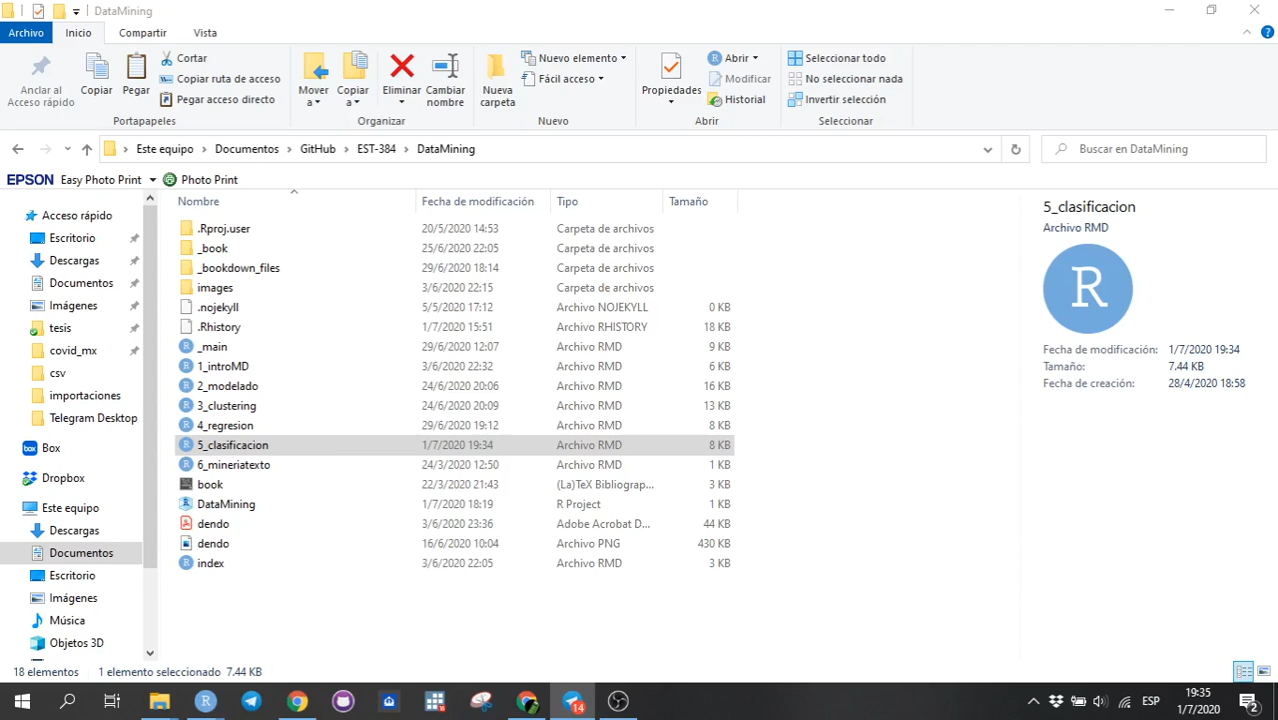 DataMining
Archivo Inicio Compartir Vista
Anclar al Acceso rápido
Copiar
Pegar
Cortar
Copiar ruta de acceso
Pegar acceso directo
Portapapeles
Mover a
Copiar a
Eliminar
Cambiar nombre
Organizar
Nueva carpeta
Nuevo elemento
Fácil acceso
Nuevo
Propiedades
Abrir
Modificar
Historial
Abrir
Seleccionar todo
No seleccionar nada
Invertir selección
Seleccionar
Este equipo > Documentos > GitHub > EST-384 > DataMining
Buscar en DataMining
EPSON Easy Photo Print Photo Print
Acceso rápido
Escritorio
Descargas
Documentos
Imágenes
tesis
covid_mx
csv
importaciones
Telegram Desktop
Box
Dropbox
Este equipo
Descargas
Documentos
Escritorio
Imágenes
Música
Objetos 3D
Nombre Fecha de modificación Tipo Tamaño
.Rproj.user 20/5/2020 14:53 Carpeta de archivos
_book 25/6/2020 22:05 Carpeta de archivos
_bookdown_files 29/6/2020 18:14 Carpeta de archivos
images 3/6/2020 22:15 Carpeta de archivos
.nojekyll 5/5/2020 17:12 Archivo NOJEKYLL 0 KB
.Rhistory 1/7/2020 15:51 Archivo RHISTORY 18 KB
_main 29/6/2020 12:07 Archivo RMD 9 KB
1_introMD 3/6/2020 22:32 Archivo RMD 6 KB
2_modelado 24/6/2020 20:06 Archivo RMD 16 KB
3_clustering 24/6/2020 20:09 Archivo RMD 13 KB
4_regresion 29/6/2020 19:12 Archivo RMD 8 KB
5_clasificacion 1/7/2020 19:34 Archivo RMD 8 KB
6_mineriatexto 24/3/2020 12:50 Archivo RMD 1 KB
book 22/3/2020 21:43 (La)TeX Bibliograp... 3 KB
DataMining 1/7/2020 18:19 R Project 1 KB
dendo 3/6/2020 23:36 Adobe Acrobat D... 44 KB
dendo 16/6/2020 10:04 Archivo PNG 430 KB
index 3/6/2020 22:05 Archivo RMD 3 KB
5_clasificacion
Archivo RMD
R
Fecha de modificación: 1/7/2020 19:34
Tamaño: 7.44 KB
Fecha de creación: 28/4/2020 18:58
18 elementos 1 elemento seleccionado 7.44 KB
14
ESP
19:35
1/7/2020
2